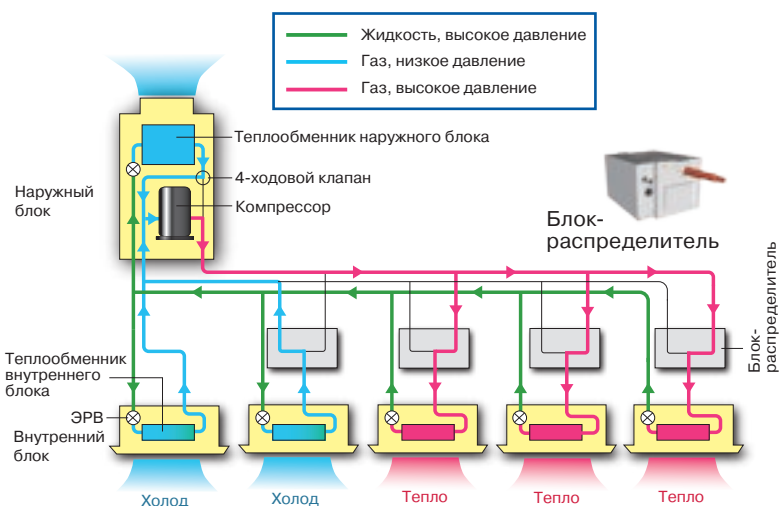 Жидкость, высокое давление
Газ, низкое давление
Газ, высокое давление
Теплообменник наружного блока
4-ходовой клапан
Компрессор
Наружный
блок
Блок-
распределитель
Блок-
распределитель
Теплообменник
внутреннего
блока
ЭРВ
Внутренний
блок
Холод
Холод
Тепло
Тепло
Тепло